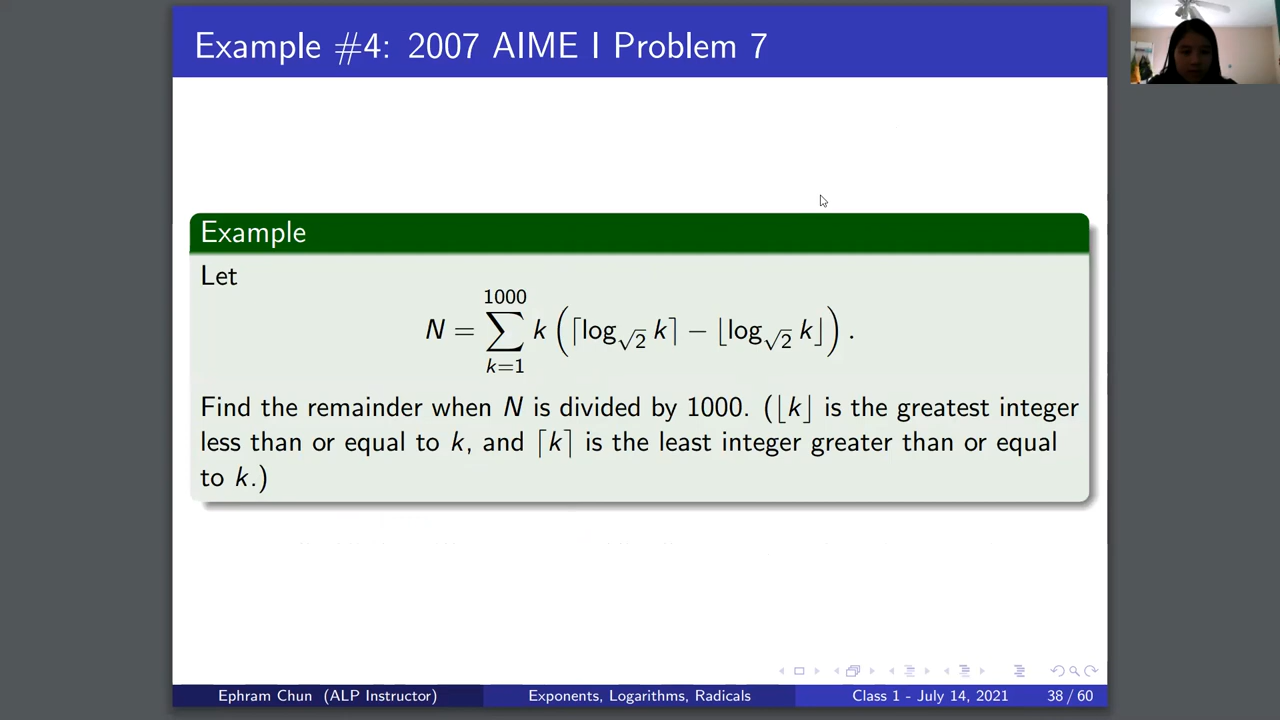 Example #4: 2007 AIME I Problem 7
Example
Let
N = ∑_{k=1}^{1000} k (⌈log_{√2} k⌉ − ⌊log_{√2} k⌋) .
Find the remainder when N is divided by 1000. (⌊k⌋ is the greatest integer
less than or equal to k, and ⌈k⌉ is the least integer greater than or equal
to k.)
Ephram Chun (ALP Instructor) Exponents, Logarithms, Radicals Class 1 - July 14, 2021 38 / 60